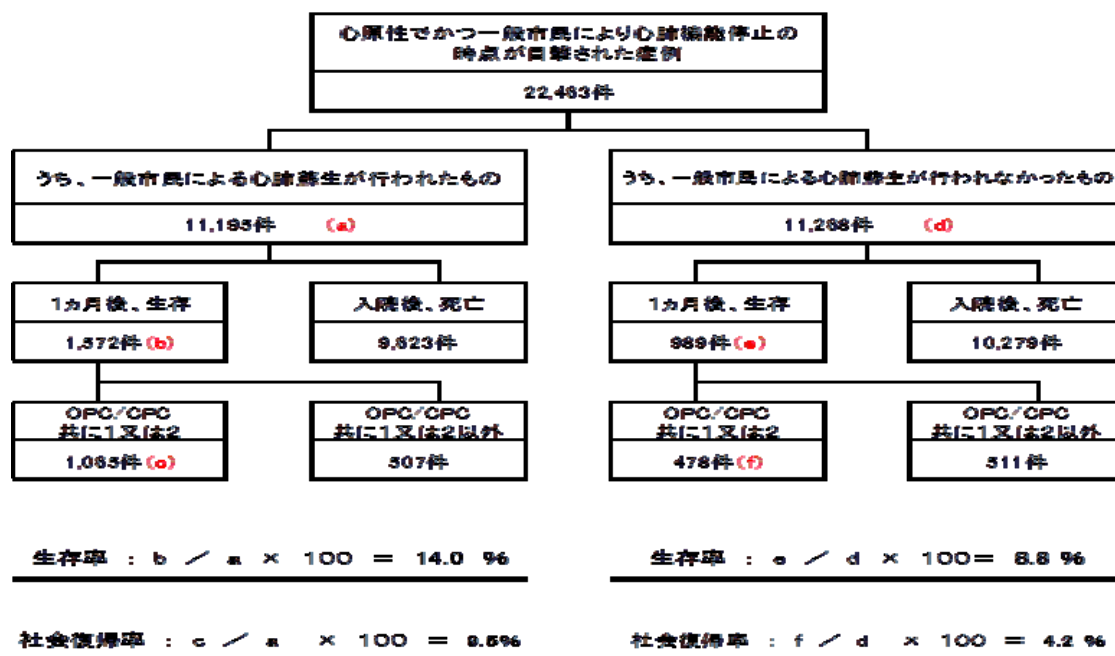 心原性でかつ一般市民により心肺機能停止の
時点が目撃された症例
22,463件
うち、一般市民による心肺蘇生が行われたもの
11,195件 (a)
うち、一般市民による心肺蘇生が行われなかったもの
11,268件 (d)
1カ月後、生存
1,572件(b)
入院後、死亡
9,623件
1カ月後、生存
989件(e)
入院後、死亡
10,279件
OPC/CPC
共に1又は2
1,065件(c)
OPC/CPC
共に1又は2以外
507件
OPC/CPC
共に1又は2
478件(f)
OPC/CPC
共に1又は2以外
511件
生存率 : b / a × 100 = 14.0 %
生存率 : e / d × 100= 8.8 %
社会復帰率 : c / a × 100 = 9.5%
社会復帰率 : f / d × 100 = 4.2 %